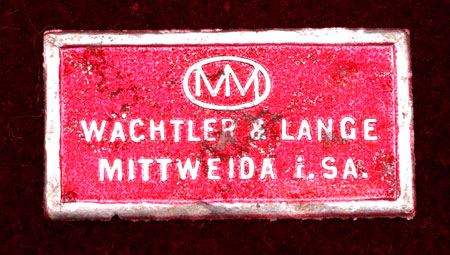 MM
WÄCHTLER & LANGE
MITTWEIDA i. SA.